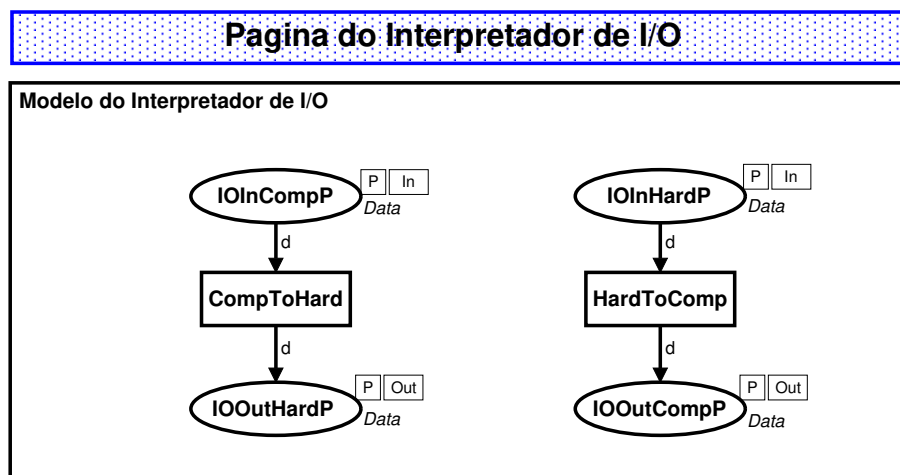 Pagina do Interpretador de I/O
Modelo do Interpretador de I/O
IOInCompP
P In
Data
d
CompToHard
d
IOOutHardP
P Out
Data
IOInHardP
P In
Data
d
HardToComp
d
IOOutCompP
P Out
Data